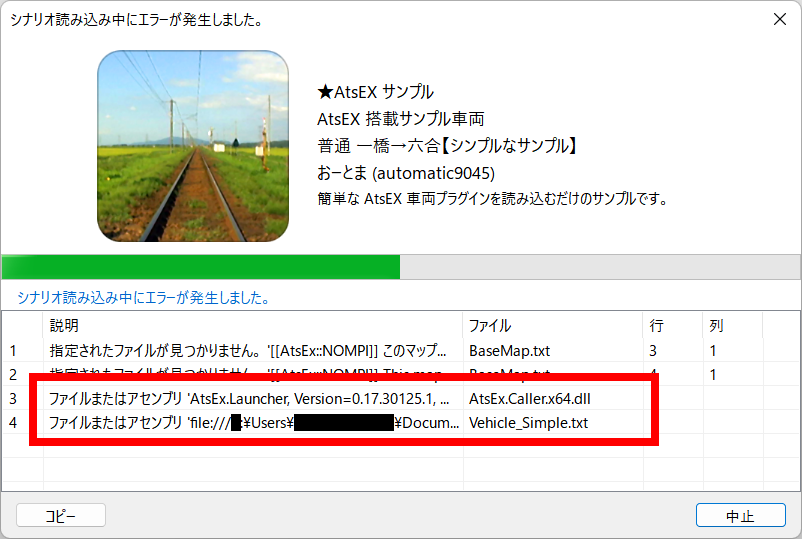 シナリオ読み込み中にエラーが発生しました。
★AtsEX サンプル
AtsEX 搭載サンプル車両
普通 一橋→六合【シンプルなサンプル】
おーとま (automatic9045)
簡単な AtsEX 車両プラグインを読み込むだけのサンプルです。
シナリオ読み込み中にエラーが発生しました。
説明 ファイル 行 列
1 指定されたファイルが見つかりません。'[[AtsEx::NOMPI]] このマップ... BaseMap.txt 3 1
2 指定されたファイルが見つかりません。'[[AtsEx::NOMPI]] This map... BaseMap.txt 4 1
3 ファイルまたはアセンブリ 'AtsEx.Launcher, Version=0.17.30125.1, ... AtsEx.Caller.x64.dll
4 ファイルまたはアセンブリ 'file:/// :¥Users¥ ¥Docum... Vehicle_Simple.txt
コピー 中止